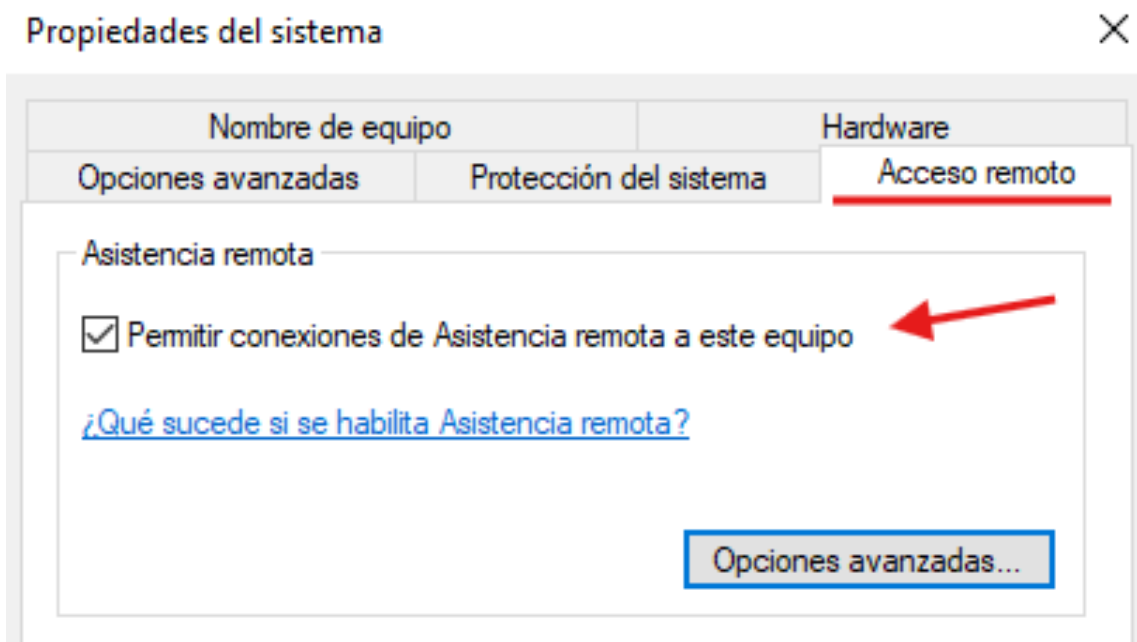 Propiedades del sistema
Nombre de equipo
Hardware
Opciones avanzadas
Protección del sistema
Acceso remoto
Asistencia remota
Permitir conexiones de Asistencia remota a este equipo
¿Qué sucede si se habilita Asistencia remota?
Opciones avanzadas...